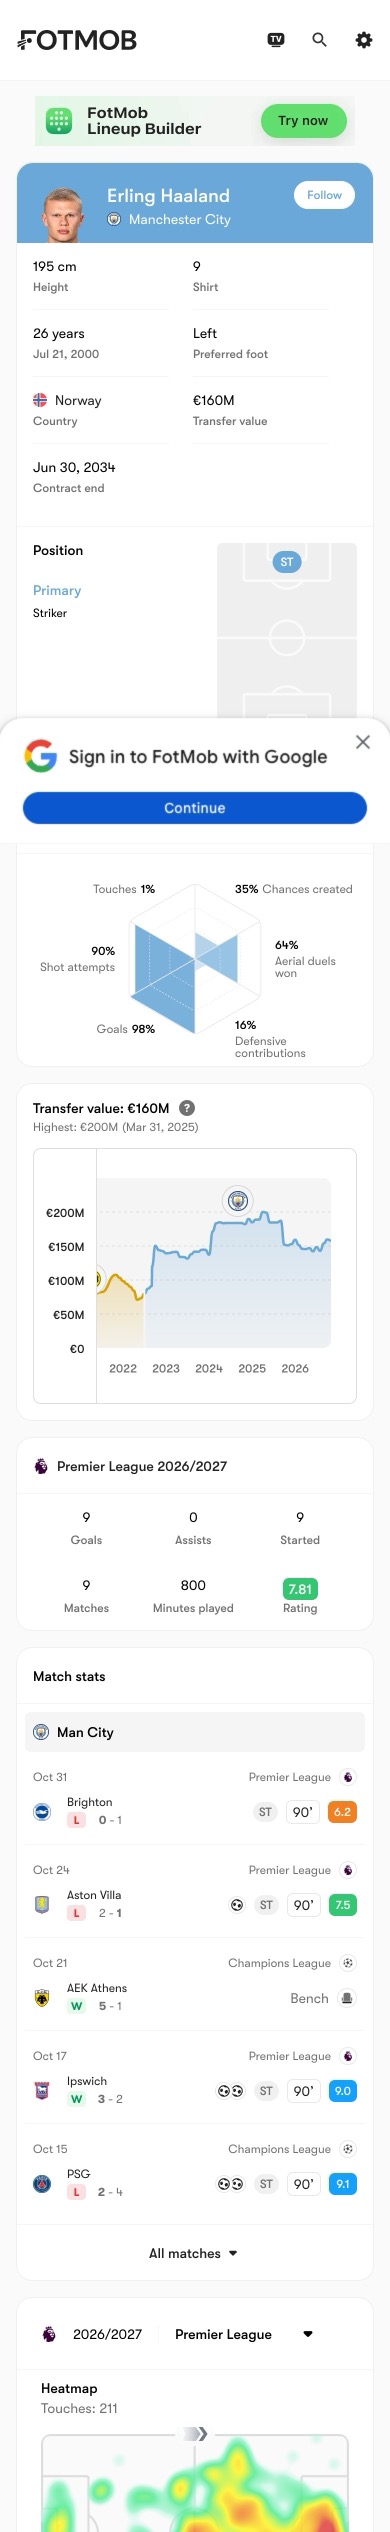 FOTMOB
TV
FotMob
Lineup Builder
Try now
Erling Haaland
Manchester City
Follow
195 cm
Height
9
Shirt
26 years
Jul 21, 2000
Left
Preferred foot
Norway
Country
€160M
Transfer value
Jun 30, 2034
Contract end
Position
Primary
Striker
ST
Sign in to FotMob with Google
Continue
Touches 1%
35% Chances created
90%
Shot attempts
64%
Aerial duels
won
Goals 98%
16%
Defensive
contributions
Transfer value: €160M ?
Highest: €200M (Mar 31, 2025)
€200M
€150M
€100M
€50M
€0
2022 2023 2024 2025 2026
Premier League 2026/2027
9
Goals
0
Assists
9
Started
9
Matches
800
Minutes played
7.81
Rating
Match stats
Man City
Oct 31
Premier League
Brighton
L 0 - 1
ST 90’ 6.2
Oct 24
Premier League
Aston Villa
L 2 - 1
ST 90’ 7.5
Oct 21
Champions League
AEK Athens
W 5 - 1
Bench
Oct 17
Premier League
Ipswich
W 3 - 2
ST 90’ 9.0
Oct 15
Champions League
PSG
L 2 - 4
ST 90’ 9.1
All matches
2026/2027 Premier League
Heatmap
Touches: 211